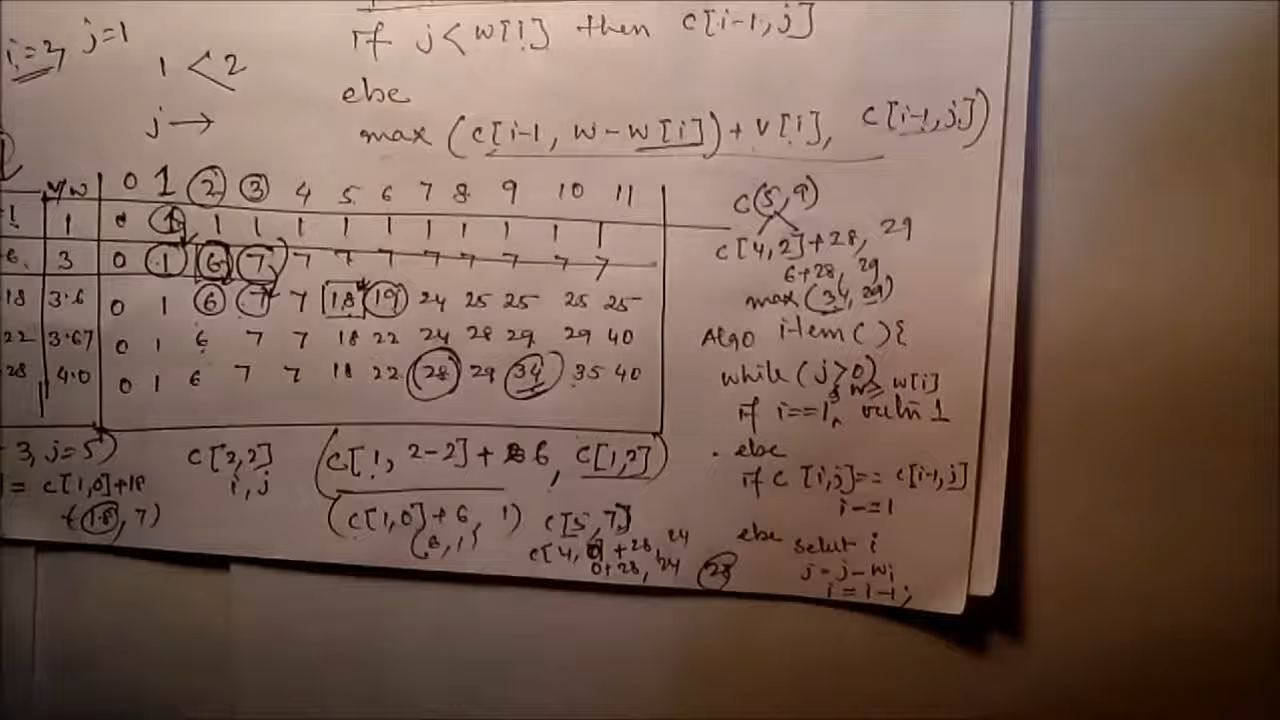 i=2, j=1
if j < w[i] then c[i-1, j]
1 < 2
else
j →
max (c[i-1, w-w[i]) + v[i], c[i-1, j])
v/w 0 1 2 3 4 5 6 7 8 9 10 11
1 1 0 1 1 1 1 1 1 1 1 1 1 1
6 3 0 1 6 7 7 7 7 7 7 7 7 7
18 3.6 0 1 6 7 7 18 19 24 25 25 25 25
22 3.67 0 1 6 7 7 18 22 24 28 29 29 40
28 4.0 0 1 6 7 7 18 22 28 29 34 35 40
c(5,9)
c[4,2]+28, 29
6+28, 29
max (34, 29)
Algo item(){
while (j>0)
& w≥ w[i]
if i==1, return 1
else
if c [i,j]== c[i-1, j]
i-=1
else select i
j = j-wi
i = i-1;
3, j=5)
= c[1,0]+18
(18, 7)
c[2,2]
i, j
(c[1, 2-2]+ 6, c[1,2])
(c[1,0]+6, 1)
(6, 1)
c[5,7]
c[4, 0] +28, 24
0+28, 24
28